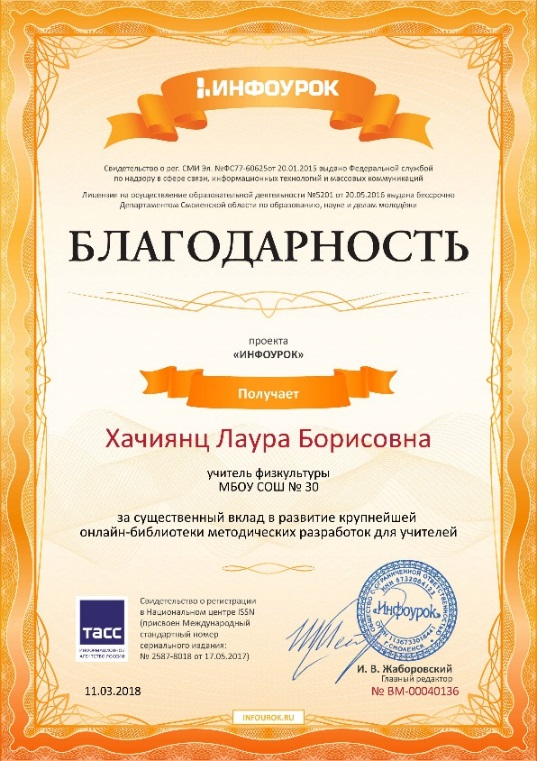 ИНФОУРОК
Свидетельство о рег. СМИ Эл. №ФС77-60625от 20.01.2015 выдано Федеральной службой
по надзору в сфере связи, информационных технологий и массовых коммуникаций
Лицензия на осуществление образовательной деятельности №5201 от 20.05.2016 выдана бессрочно
Департаментом Смоленской области по образованию, науке и делам молодёжи
БЛАГОДАРНОСТЬ
проекта
«ИНФОУРОК»
Получает
Хачиянц Лаура Борисовна
учитель физкультуры
МБОУ СОШ № 30
за существенный вклад в развитие крупнейшей
онлайн-библиотеки методических разработок для учителей
Свидетельство о регистрации
в Национальном центре ISSN
(присвоен Международный
стандартный номер
сериального издания:
№ 2587-8018 от 17.05.2017)
ТАСС
ИНФОРМАЦИОННОЕ
АГЕНТСТВО РОССИИ
ОБЩЕСТВО С ОГРАНИЧЕННОЙ ОТВЕТСТВЕННОСТЬЮ
«Инфоурок»
СМОЛЕНСК
И. В. Жаборовский
Главный редактор
11.03.2018
№ ВМ-00040136
INFOUROK.RU